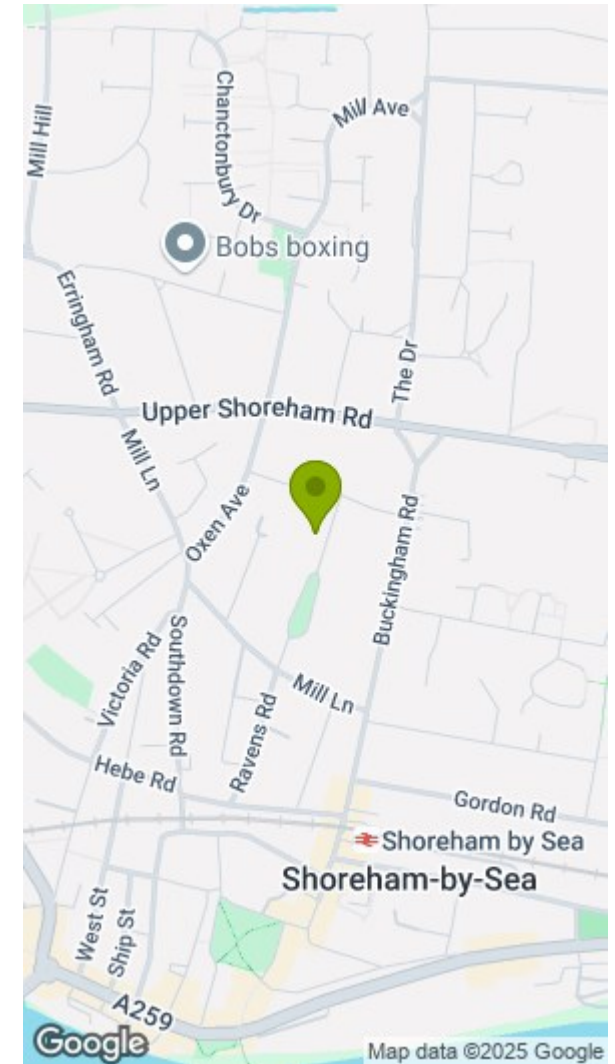 Mill Hill
Chanctonbury Dr
Mill Ave
Bobs boxing
Erringham Rd
The Dr
Upper Shoreham Rd
Mill Ln
Oxen Ave
Buckingham Rd
Victoria Rd
Southdown Rd
Mill Ln
Ravens Rd
Hebe Rd
Gordon Rd
Shoreham by Sea
Shoreham-by-Sea
West St
Ship St
A259
Google
Map data ©2025 Google